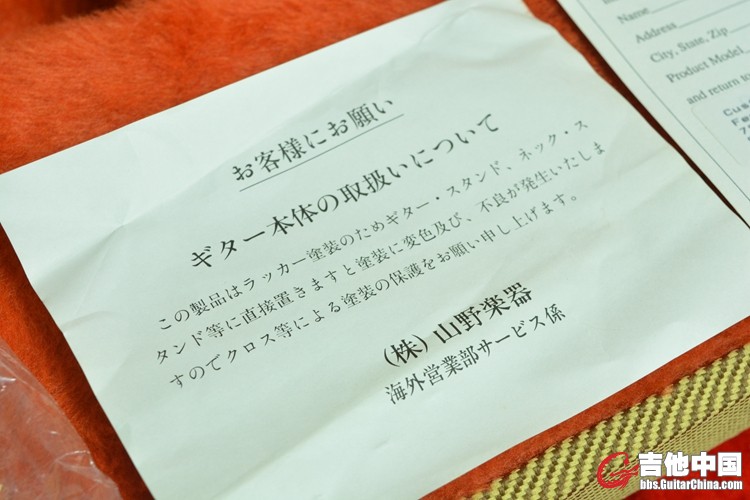 お客様にお願い
ギター本体の取扱いについて
この製品はラッカー塗装のためギター・スタンド、ネック・ス
タンド等に直接置きますと塗装に変色及び、不良が発生いたしま
すのでクロス等による塗装の保護をお願い申し上げます。
(株)山野楽器
海外営業部サービス係
Name
Address
City, State, Zip
Product Model
and return to
吉他中国
bbs.GuitarChina.com